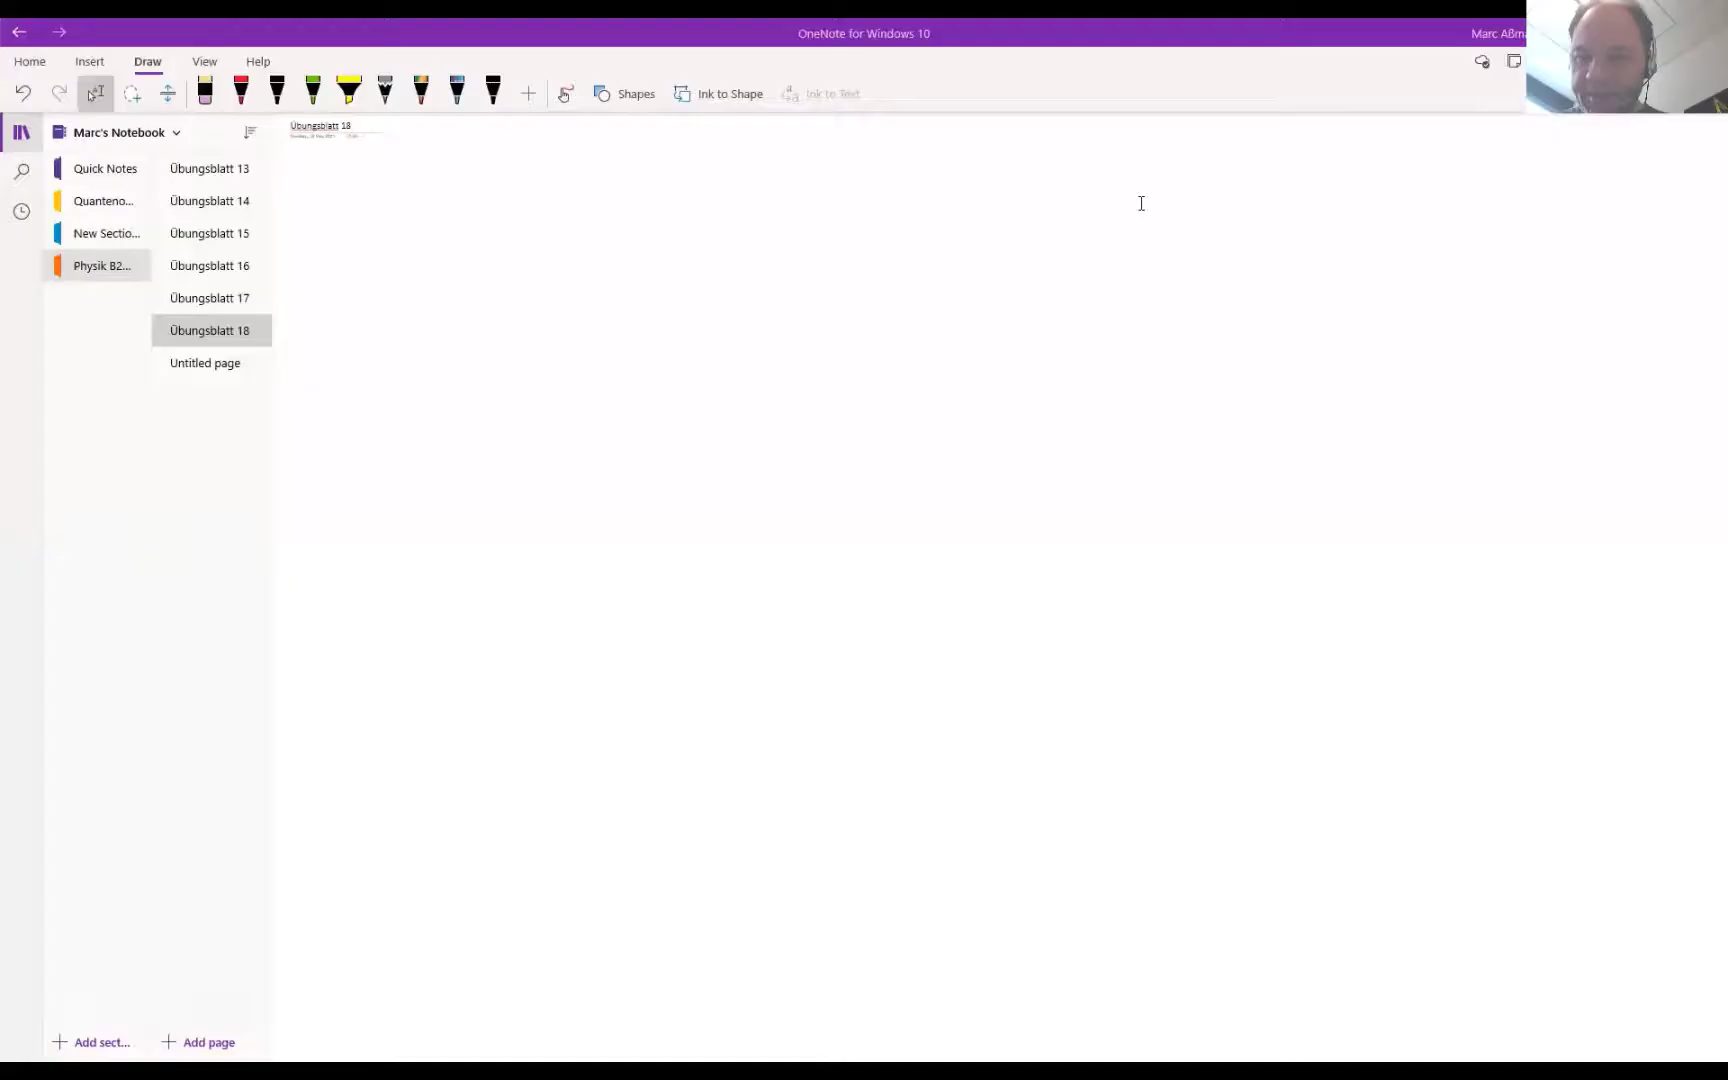 OneNote for Windows 10
Marc Aßma
Home
Insert
Draw
View
Help
Shapes
Ink to Shape
Ink to Text
Marc's Notebook
Übungsblatt 18
Quick Notes
Übungsblatt 13
Quanteno...
Übungsblatt 14
New Sectio...
Übungsblatt 15
Physik B2...
Übungsblatt 16
Übungsblatt 17
Übungsblatt 18
Untitled page
Add sect...
Add page